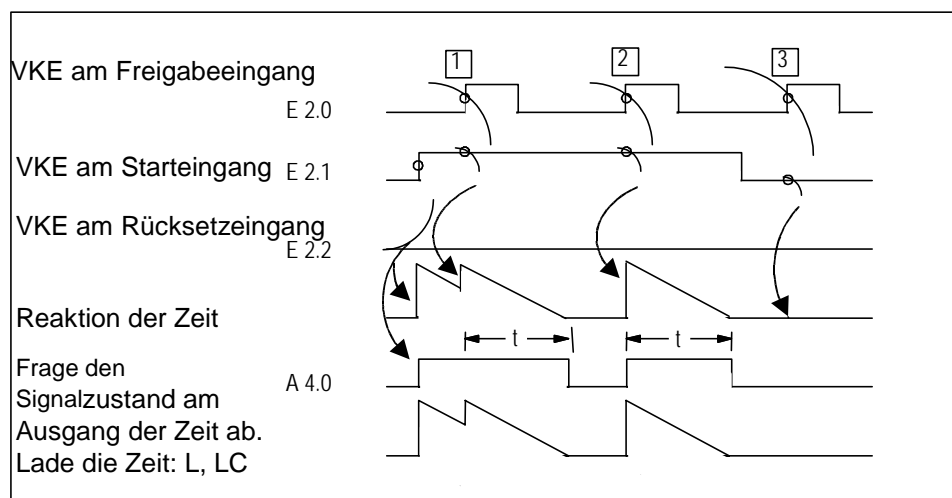 1 2 3
VKE am Freigabeeingang
E 2.0
VKE am Starteingang E 2.1
VKE am Rücksetzeingang
E 2.2
Reaktion der Zeit
t t
Frage den
Signalzustand am A 4.0
Ausgang der Zeit ab.
Lade die Zeit: L, LC